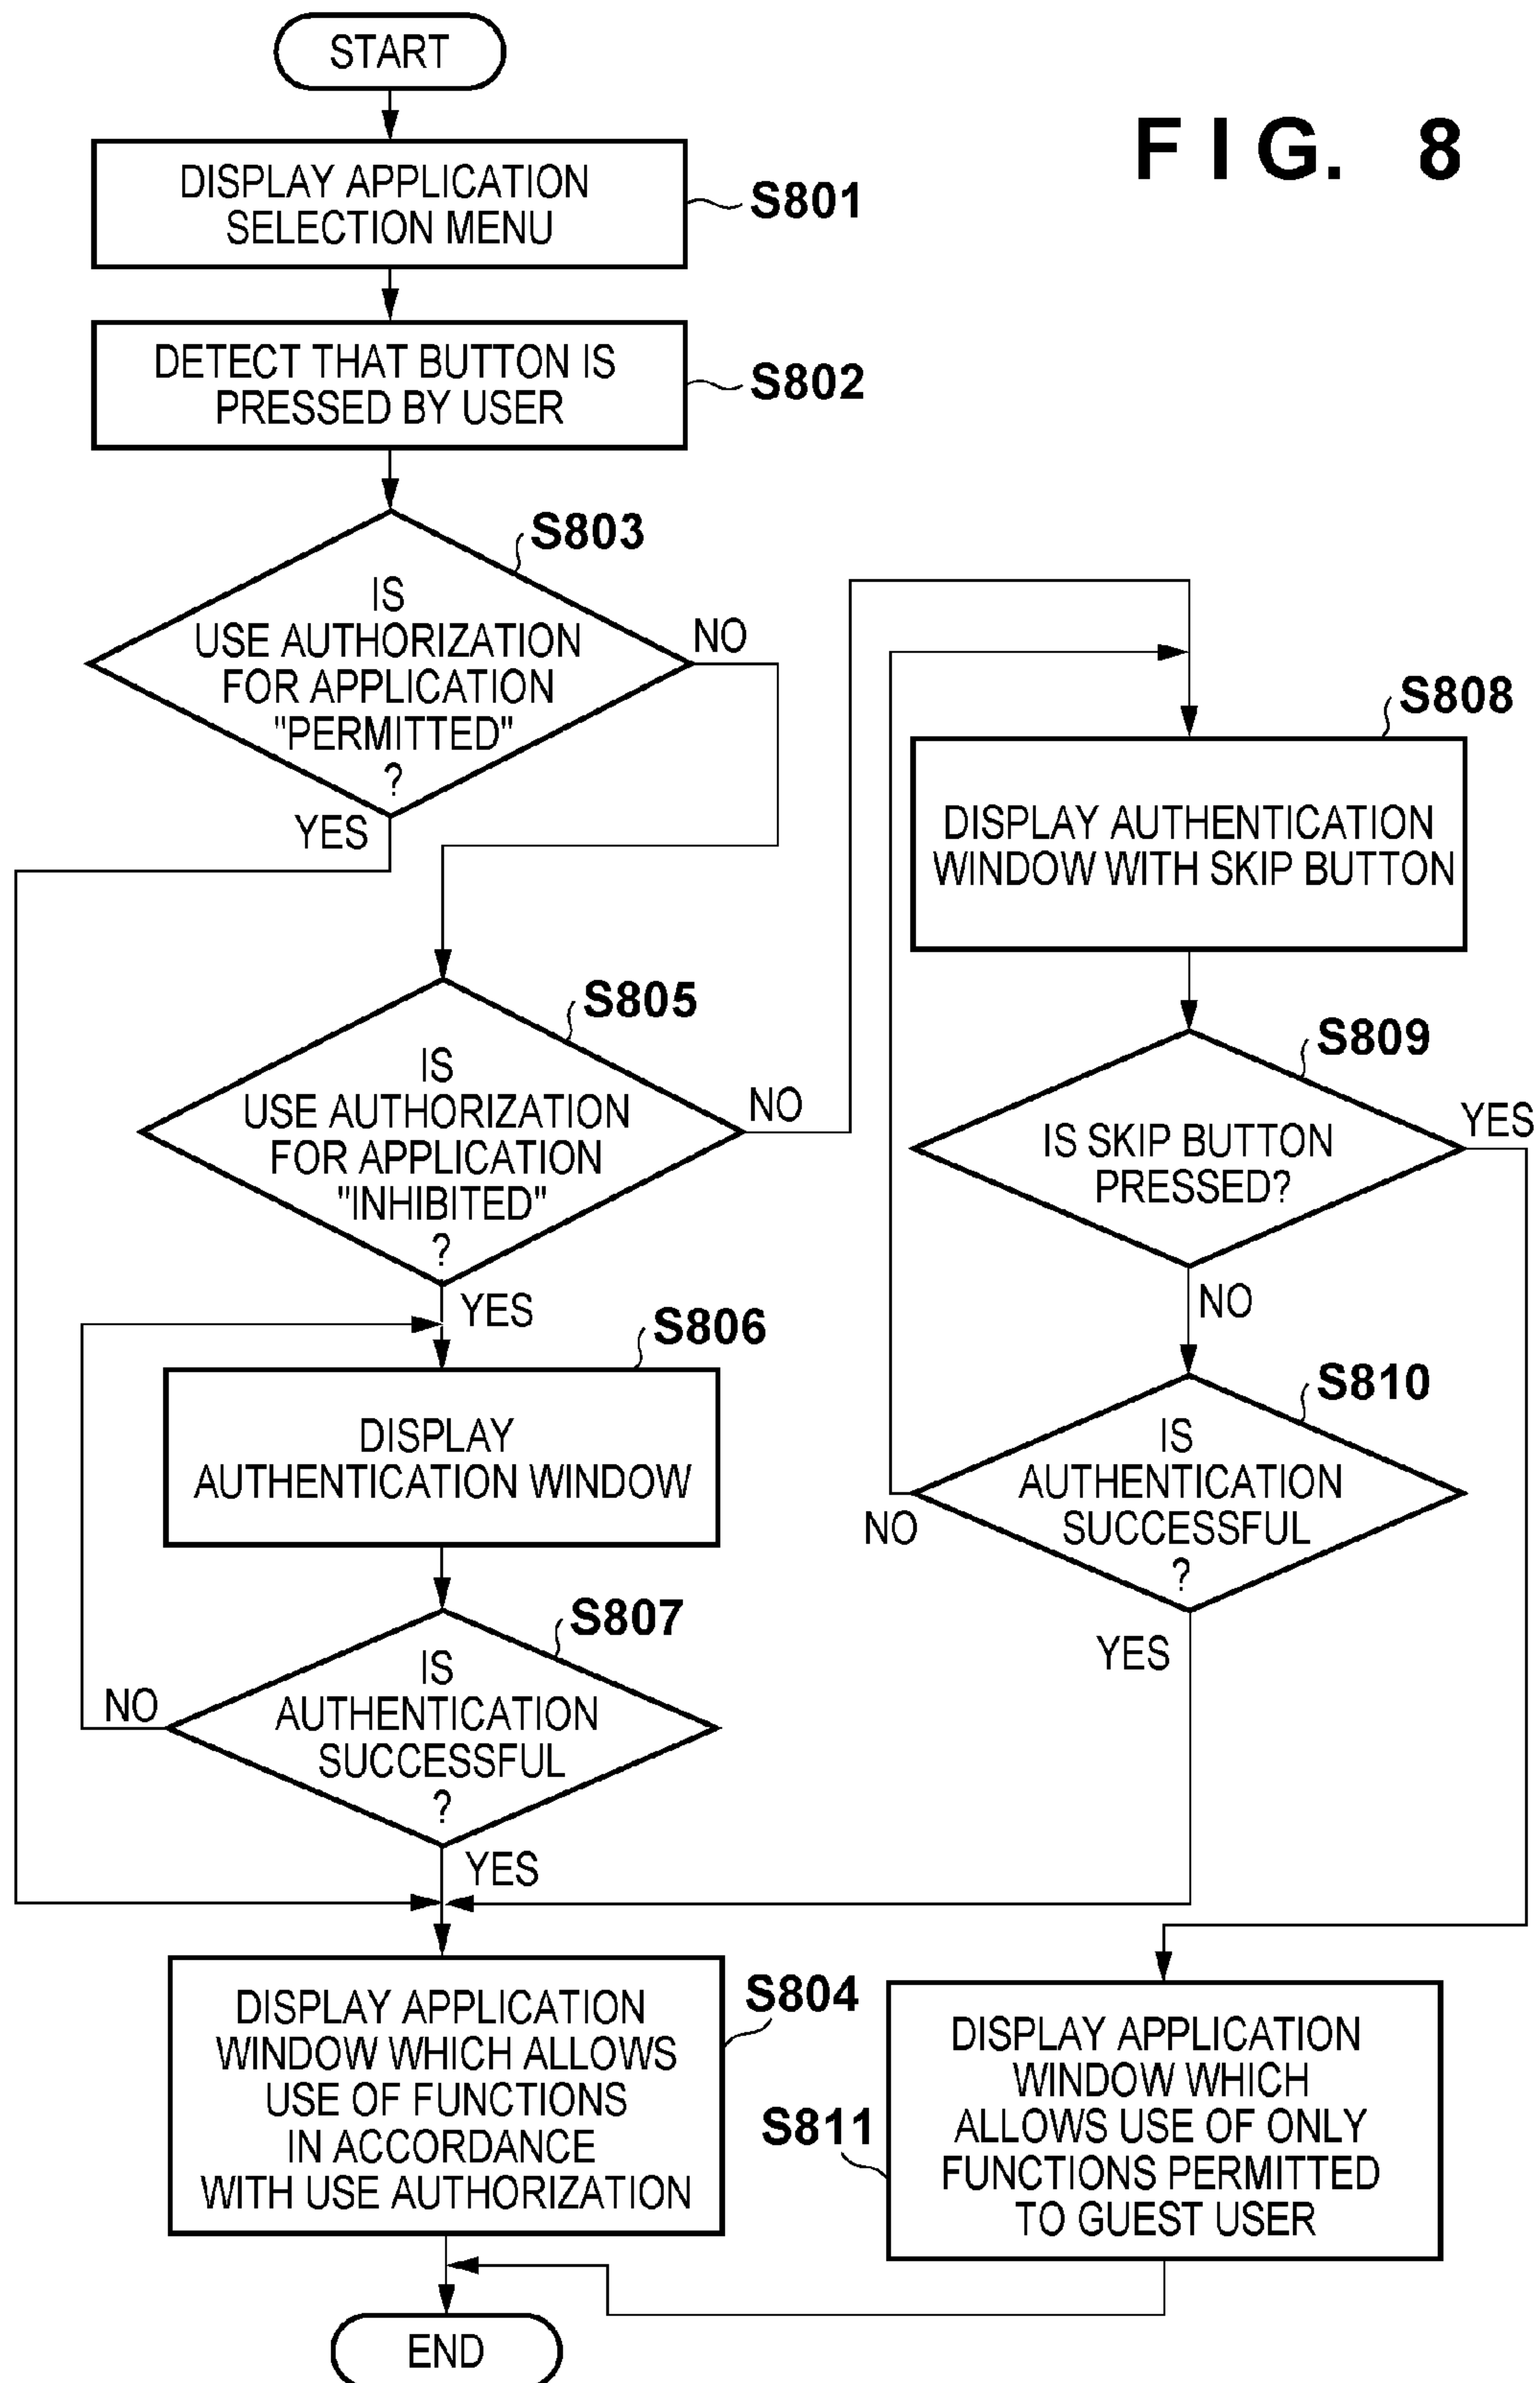 FIG. 8
START
DISPLAY APPLICATION
SELECTION MENU
S801
DETECT THAT BUTTON IS
PRESSED BY USER
S802
S803
IS
USE AUTHORIZATION
FOR APPLICATION
"PERMITTED"
?
NO
YES
S805
IS
USE AUTHORIZATION
FOR APPLICATION
"INHIBITED"
?
NO
YES
S806
DISPLAY
AUTHENTICATION WINDOW
S807
IS
AUTHENTICATION
SUCCESSFUL
?
NO
YES
S804
DISPLAY APPLICATION
WINDOW WHICH ALLOWS
USE OF FUNCTIONS
IN ACCORDANCE
WITH USE AUTHORIZATION
S808
DISPLAY AUTHENTICATION
WINDOW WITH SKIP BUTTON
S809
IS SKIP BUTTON
PRESSED?
YES
NO
S810
IS
AUTHENTICATION
SUCCESSFUL
?
NO
YES
S811
DISPLAY APPLICATION
WINDOW WHICH
ALLOWS USE OF ONLY
FUNCTIONS PERMITTED
TO GUEST USER
END